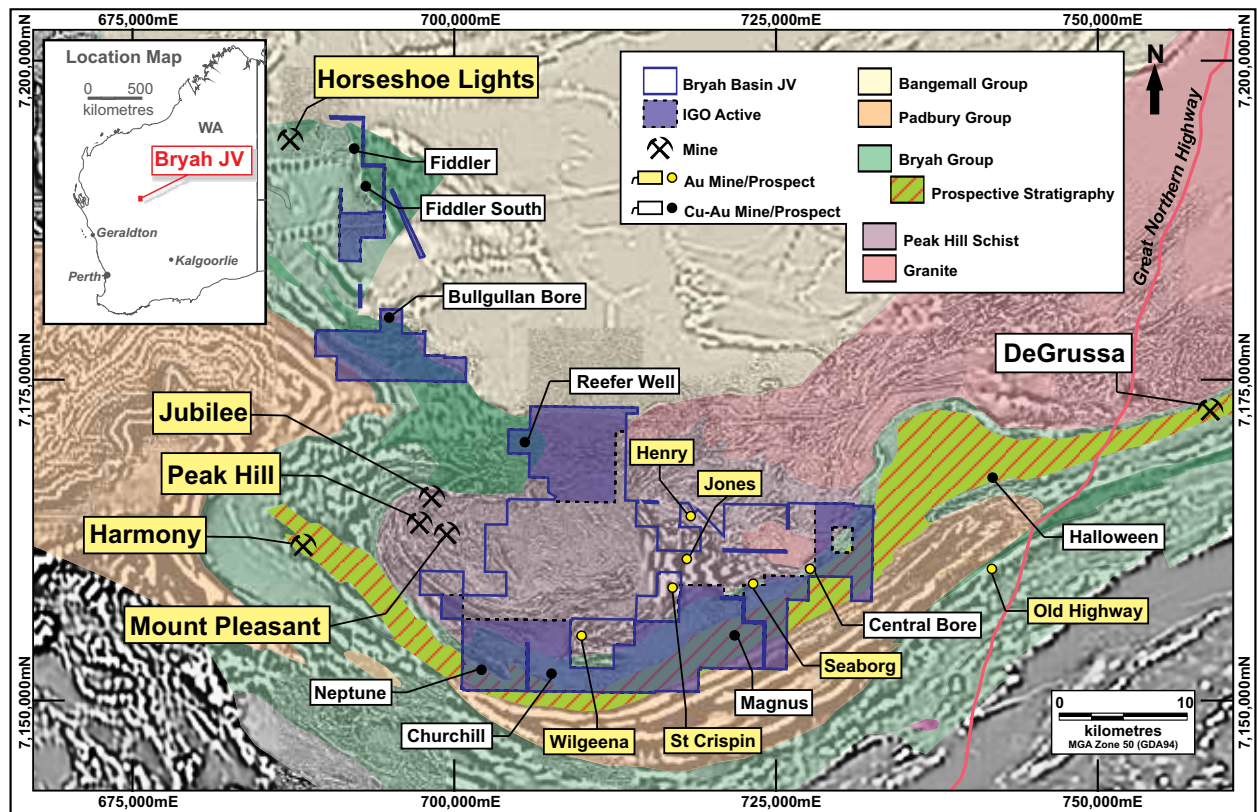 675,000mE
700,000mE
725,000mE
750,000mE
7,200,000mN
7,200,000mN
Location Map
0 500
kilometres
WA
Bryah JV
Geraldton
Kalgoorlie
Perth
Horseshoe Lights
Fiddler
Fiddler South
Bullgullan Bore
Bryah Basin JV
IGO Active
Mine
Au Mine/Prospect
Cu-Au Mine/Prospect
Bangemall Group
Padbury Group
Bryah Group
Prospective Stratigraphy
Peak Hill Schist
Granite
N
Great Northern Highway
DeGrussa
7,175,000mN
7,175,000mN
Reefer Well
Jubilee
Peak Hill
Harmony
Mount Pleasant
Henry
Jones
Halloween
Old Highway
Central Bore
Seaborg
Magnus
St Crispin
Wilgeena
Churchill
Neptune
7,150,000mN
7,150,000mN
0 10
kilometres
MGA Zone 50 (GDA94)
675,000mE
700,000mE
725,000mE
750,000mE